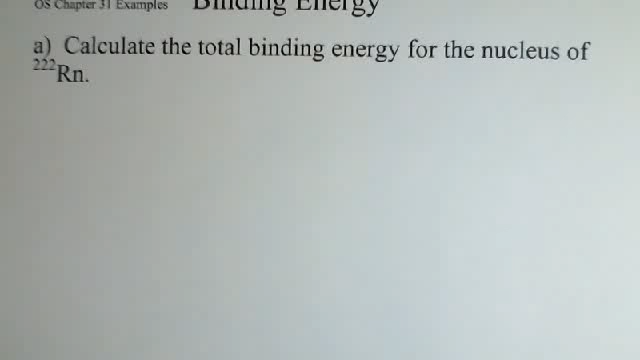 OS Chapter 31 Examples Binding Energy
a) Calculate the total binding energy for the nucleus of
²²²Rn.